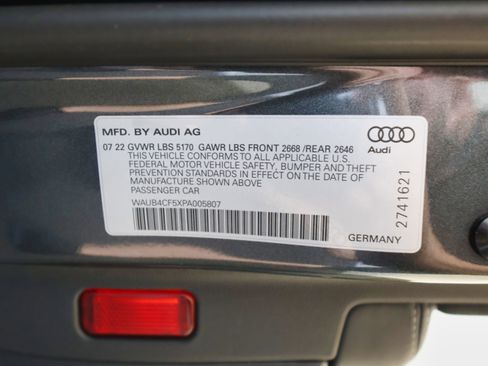 MFD. BY AUDI AG
Audi
07 22 GVWR LBS 5170 GAWR LBS FRONT 2668 /REAR 2646
THIS VEHICLE CONFORMS TO ALL APPLICABLE U.S.
FEDERAL MOTOR VEHICLE SAFETY, BUMPER AND THEFT
PREVENTION STANDARDS IN EFFECT ON THE DATE OF
MANUFACTURE SHOWN ABOVE
PASSENGER CAR
WAUB4CF5XPA005807
GERMANY
2741621